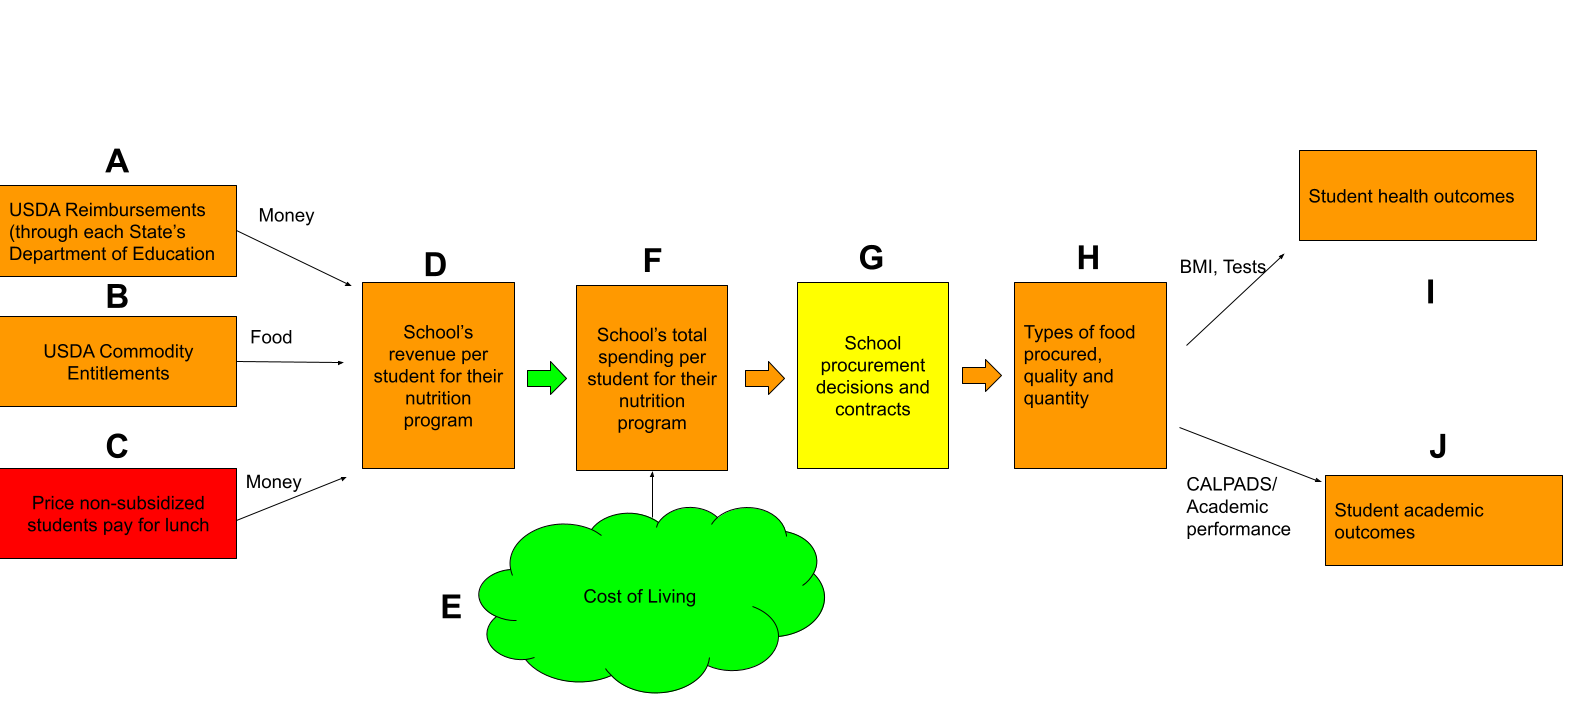 A
USDA Reimbursements
(through each State's
Department of Education
Money
B
USDA Commodity
Entitlements
Food
C
Price non-subsidized
students pay for lunch
Money
D
School's
revenue per
student for their
nutrition
program
F
School's total
spending per
student for their
nutrition
program
E
Cost of Living
G
School
procurement
decisions and
contracts
H
Types of food
procured,
quality and
quantity
BMI, Tests
Student health outcomes
I
CALPADS/
Academic
performance
J
Student academic
outcomes